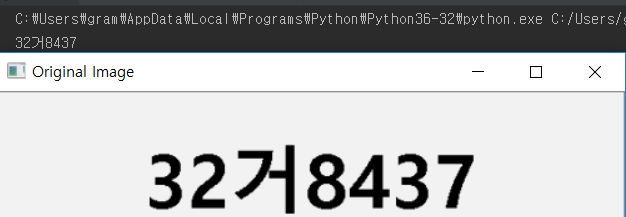 C:₩Users₩gram₩AppData₩Local₩Programs₩Python₩Python36-32₩python.exe C:/Users/
32거8437
Original Image
32거8437